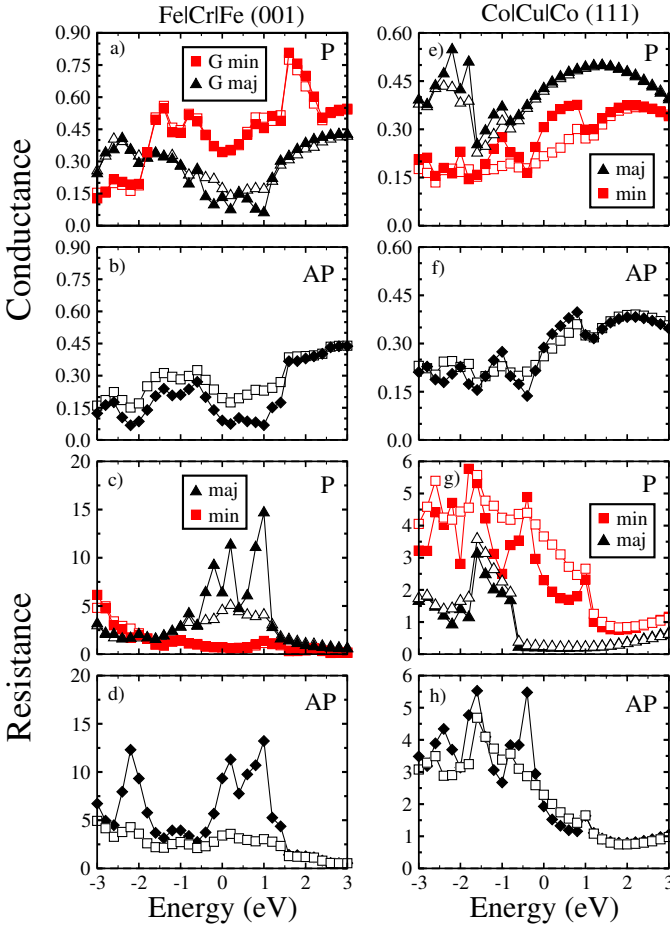 Fe|Cr|Fe (001)
Co|Cu|Co (111)
Conductance
Resistance
a)
P
G min
G maj
0.90
0.75
0.60
0.45
0.30
0.15
0.0
b)
AP
0.90
0.75
0.60
0.45
0.30
0.15
0.0
c)
P
maj
min
20
15
10
5
0
d)
AP
20
15
10
5
0
-3
-2
-1
0
1
2
3
Energy (eV)
e)
P
maj
min
0.60
0.45
0.30
0.15
0.0
f)
AP
0.60
0.45
0.30
0.15
0.0
g)
P
min
maj
6
5
4
3
2
1
0
h)
AP
6
5
4
3
2
1
0
-3
-2
-1
0
1
2
3
Energy (eV)